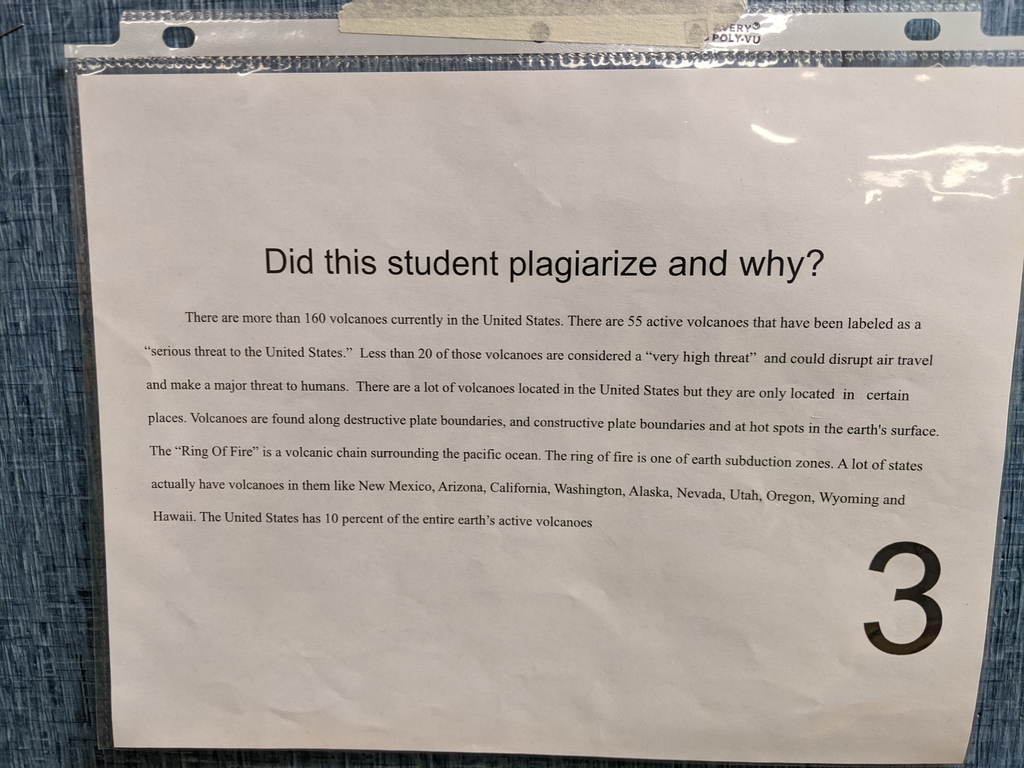 VERY
POLY-VU
Did this student plagiarize and why?
There are more than 160 volcanoes currently in the United States. There are 55 active volcanoes that have been labeled as a
“serious threat to the United States.” Less than 20 of those volcanoes are considered a “very high threat” and could disrupt air travel
and make a major threat to humans. There are a lot of volcanoes located in the United States but they are only located in certain
places. Volcanoes are found along destructive plate boundaries, and constructive plate boundaries and at hot spots in the earth's surface.
The “Ring Of Fire” is a volcanic chain surrounding the pacific ocean. The ring of fire is one of earth subduction zones. A lot of states
actually have volcanoes in them like New Mexico, Arizona, California, Washington, Alaska, Nevada, Utah, Oregon, Wyoming and
Hawaii. The United States has 10 percent of the entire earth’s active volcanoes
3